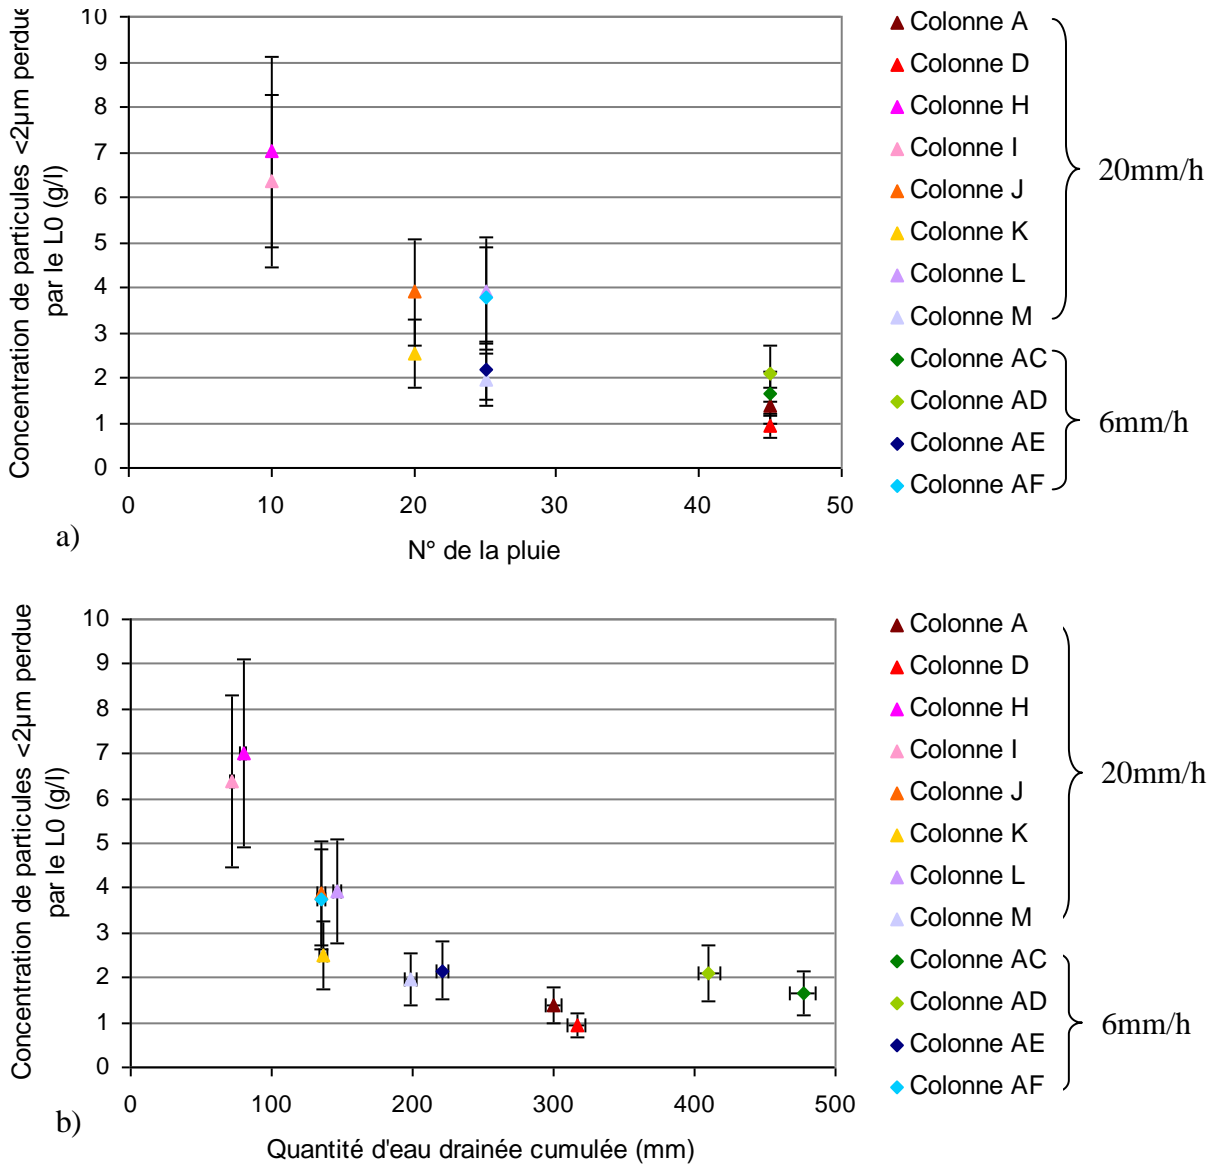 Concentration de particules <2µm perdue
par le L0 (g/l)
10
9
8
7
6
5
4
3
2
1
0
0
10
20
30
40
50
N° de la pluie
a)
Colonne A
Colonne D
Colonne H
Colonne I
Colonne J
Colonne K
Colonne L
Colonne M
Colonne AC
Colonne AD
Colonne AE
Colonne AF
20mm/h
6mm/h
Concentration de particules <2µm perdue
par le L0 (g/l)
10
9
8
7
6
5
4
3
2
1
0
0
100
200
300
400
500
Quantité d'eau drainée cumulée (mm)
b)
Colonne A
Colonne D
Colonne H
Colonne I
Colonne J
Colonne K
Colonne L
Colonne M
Colonne AC
Colonne AD
Colonne AE
Colonne AF
20mm/h
6mm/h